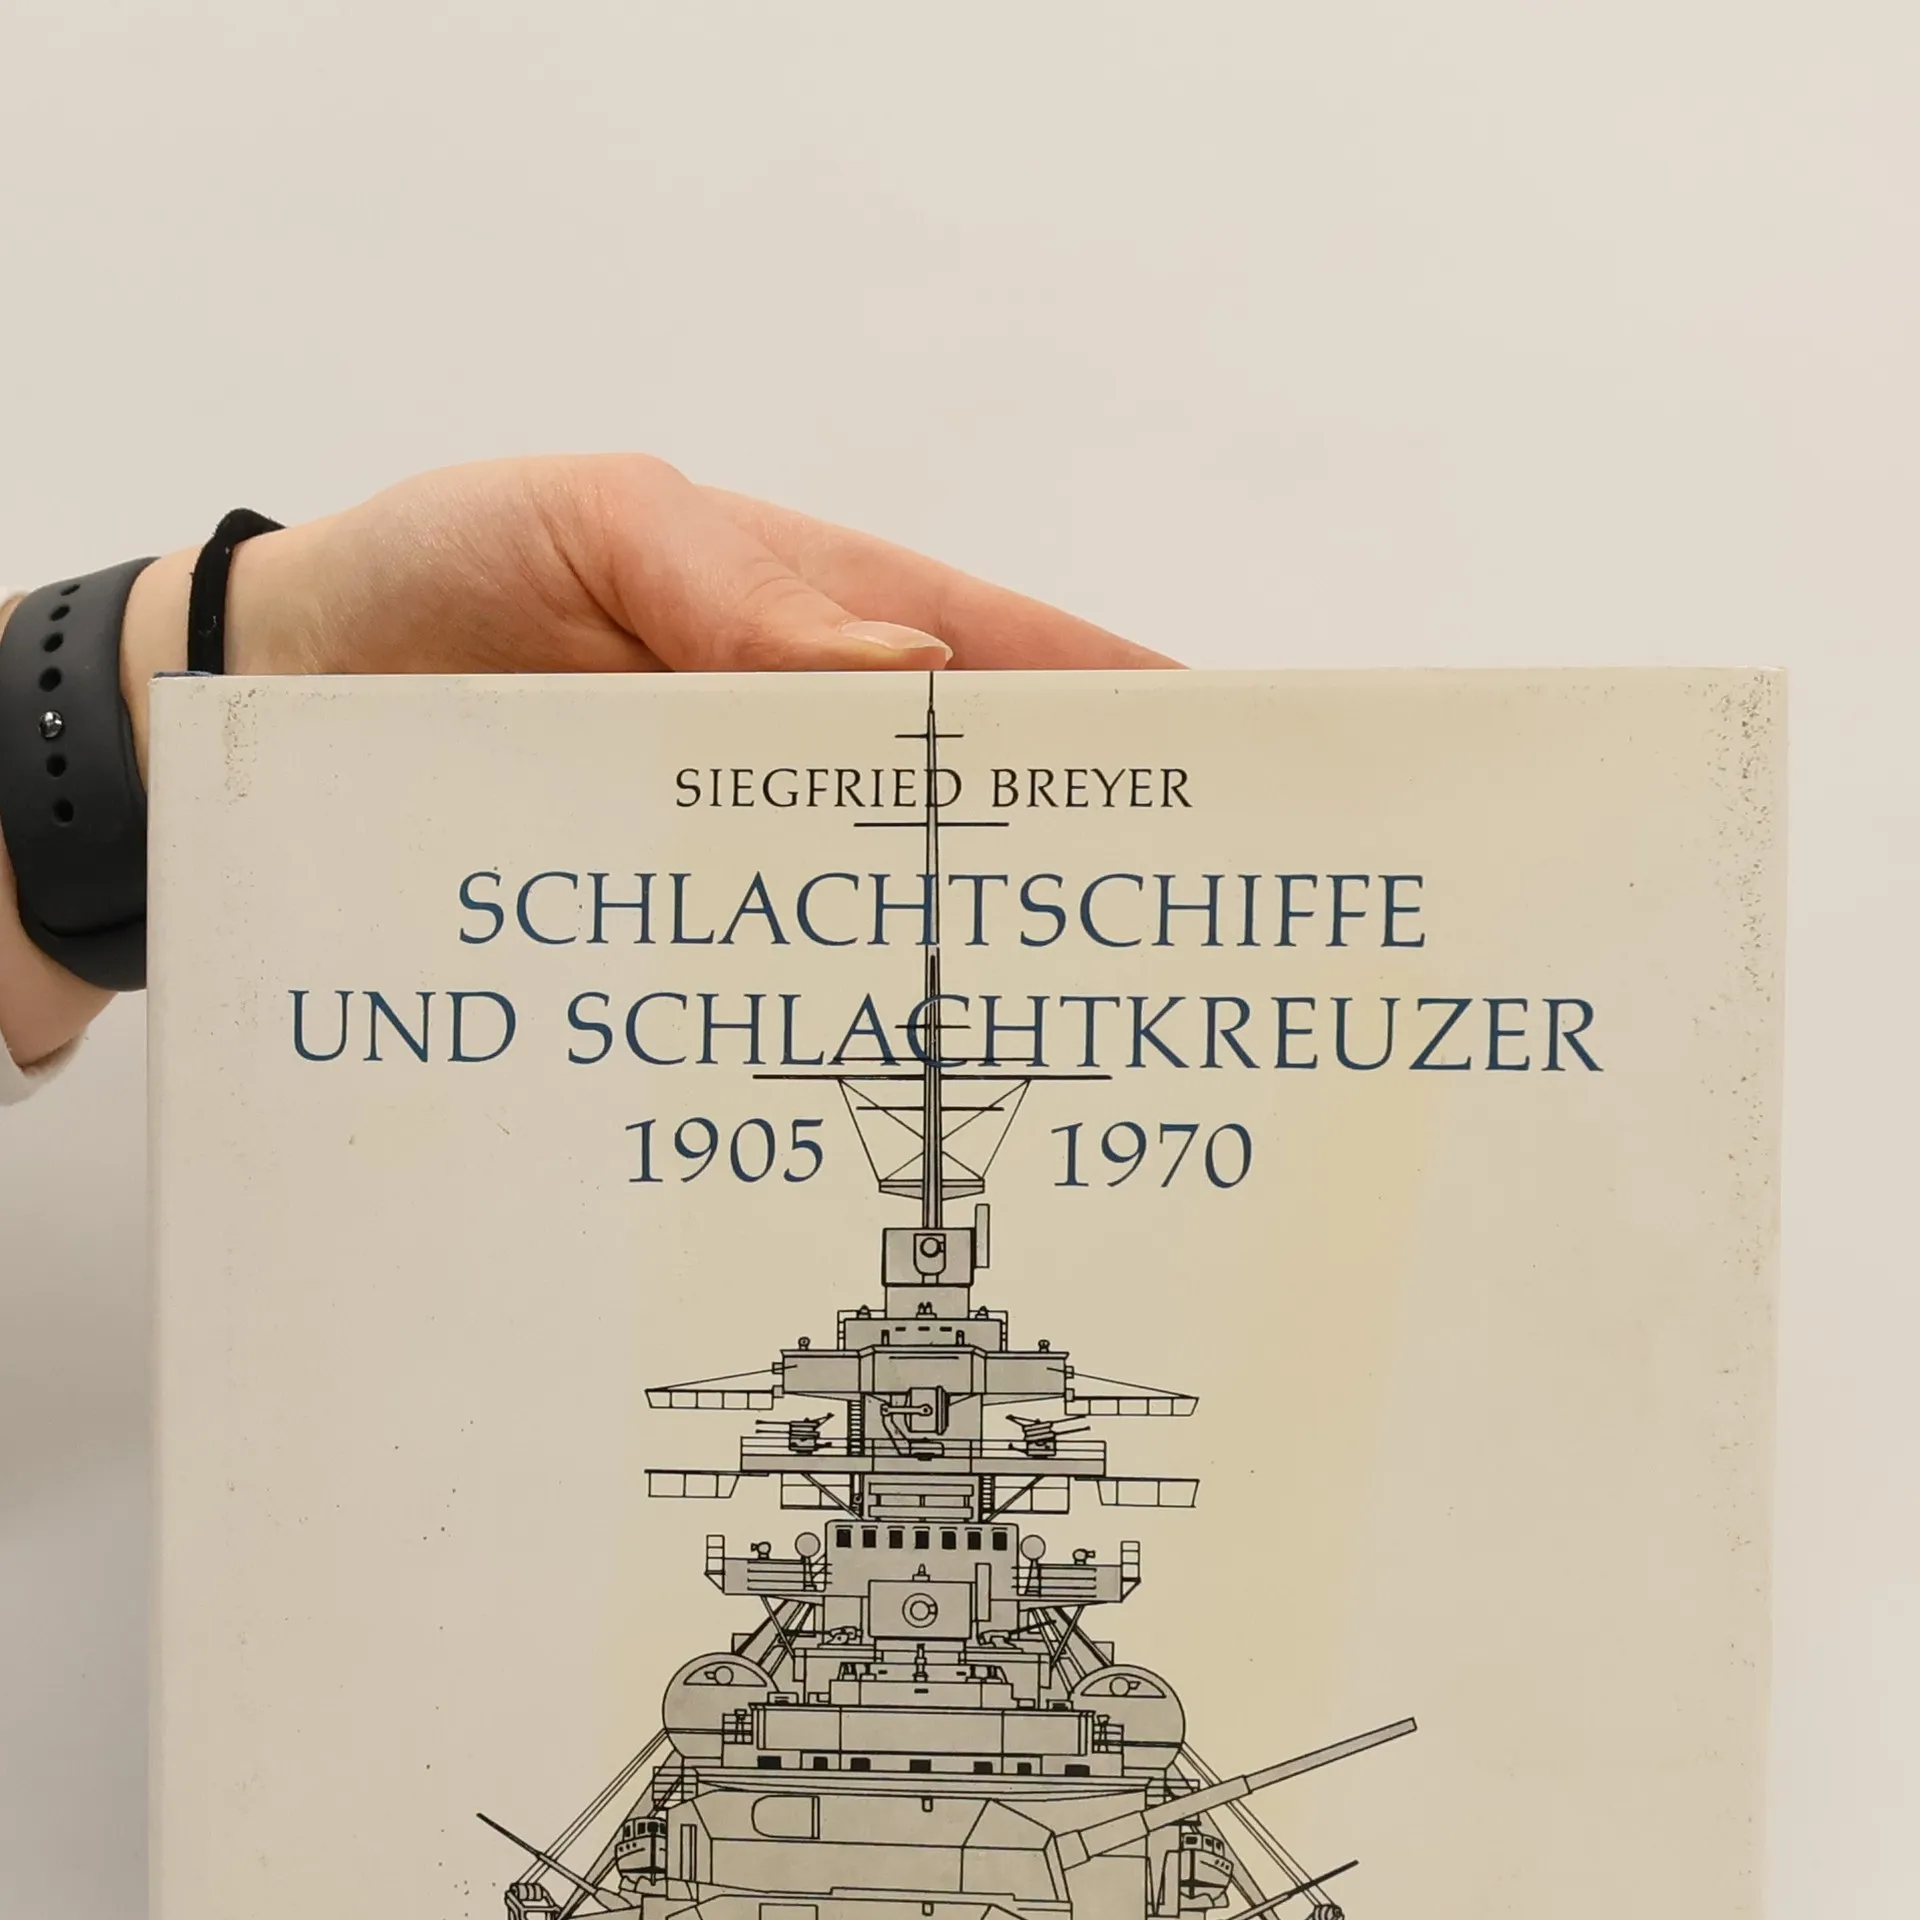 SIEGFRIED BREYER
SCHLACHTSCHIFFE
UND SCHLACHTKREUZER
1905 1970